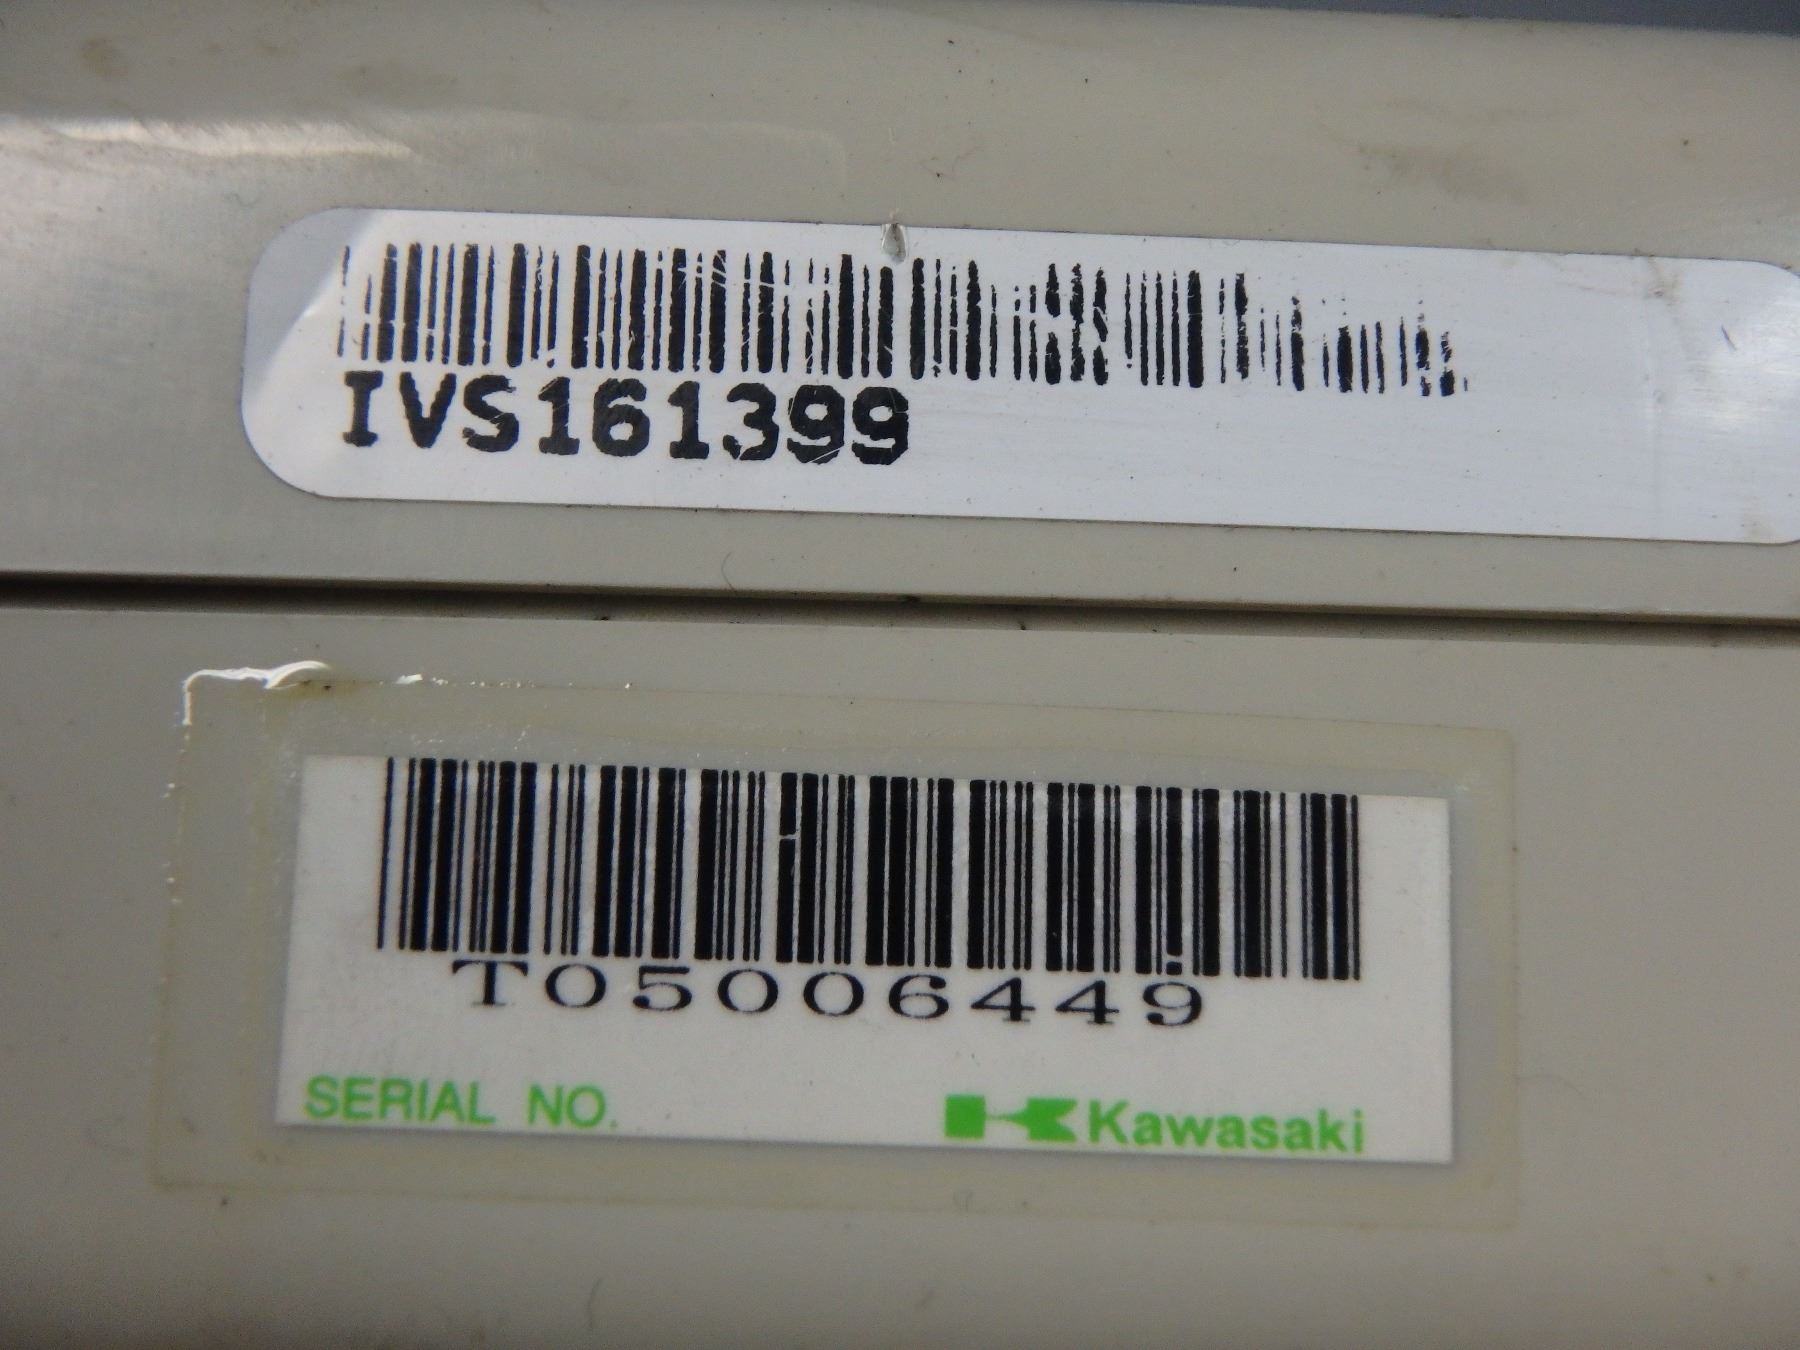 IVS161399
T05006449
SERIAL NO. Kawasaki